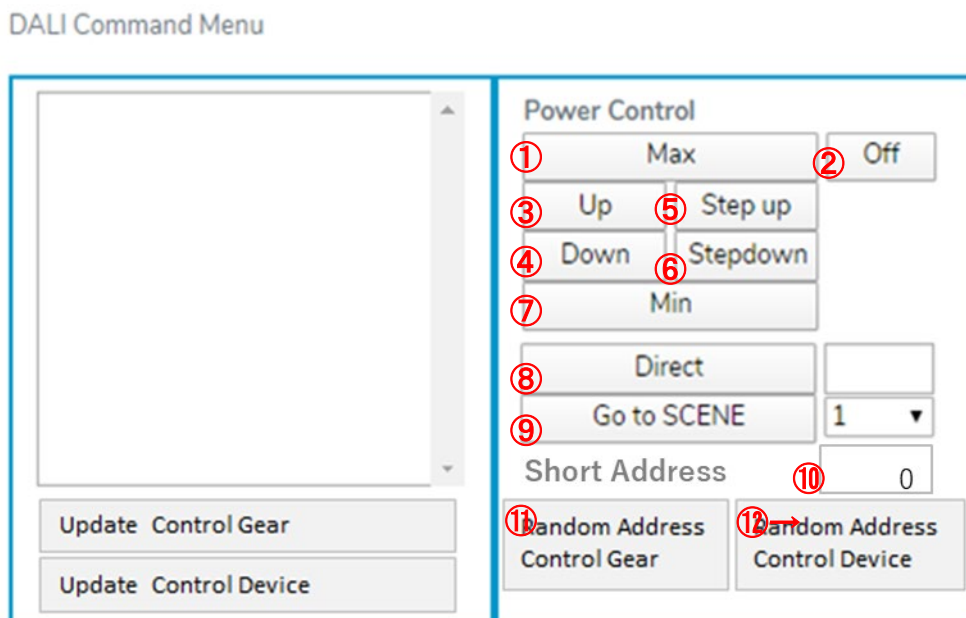 DALI Command Menu
Power Control
① Max ② Off
③ Up ⑤ Step up
④ Down ⑥ Stepdown
⑦ Min
⑧ Direct
⑨ Go to SCENE 1 ▼
Short Address ⑩ 0
Update Control Gear
Update Control Device
⑪ Random Address
Control Gear
⑫→ Random Address
Control Device